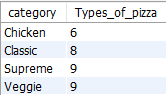 category Types_of_pizza
Chicken 6
Classic 8
Supreme 9
Veggie 9